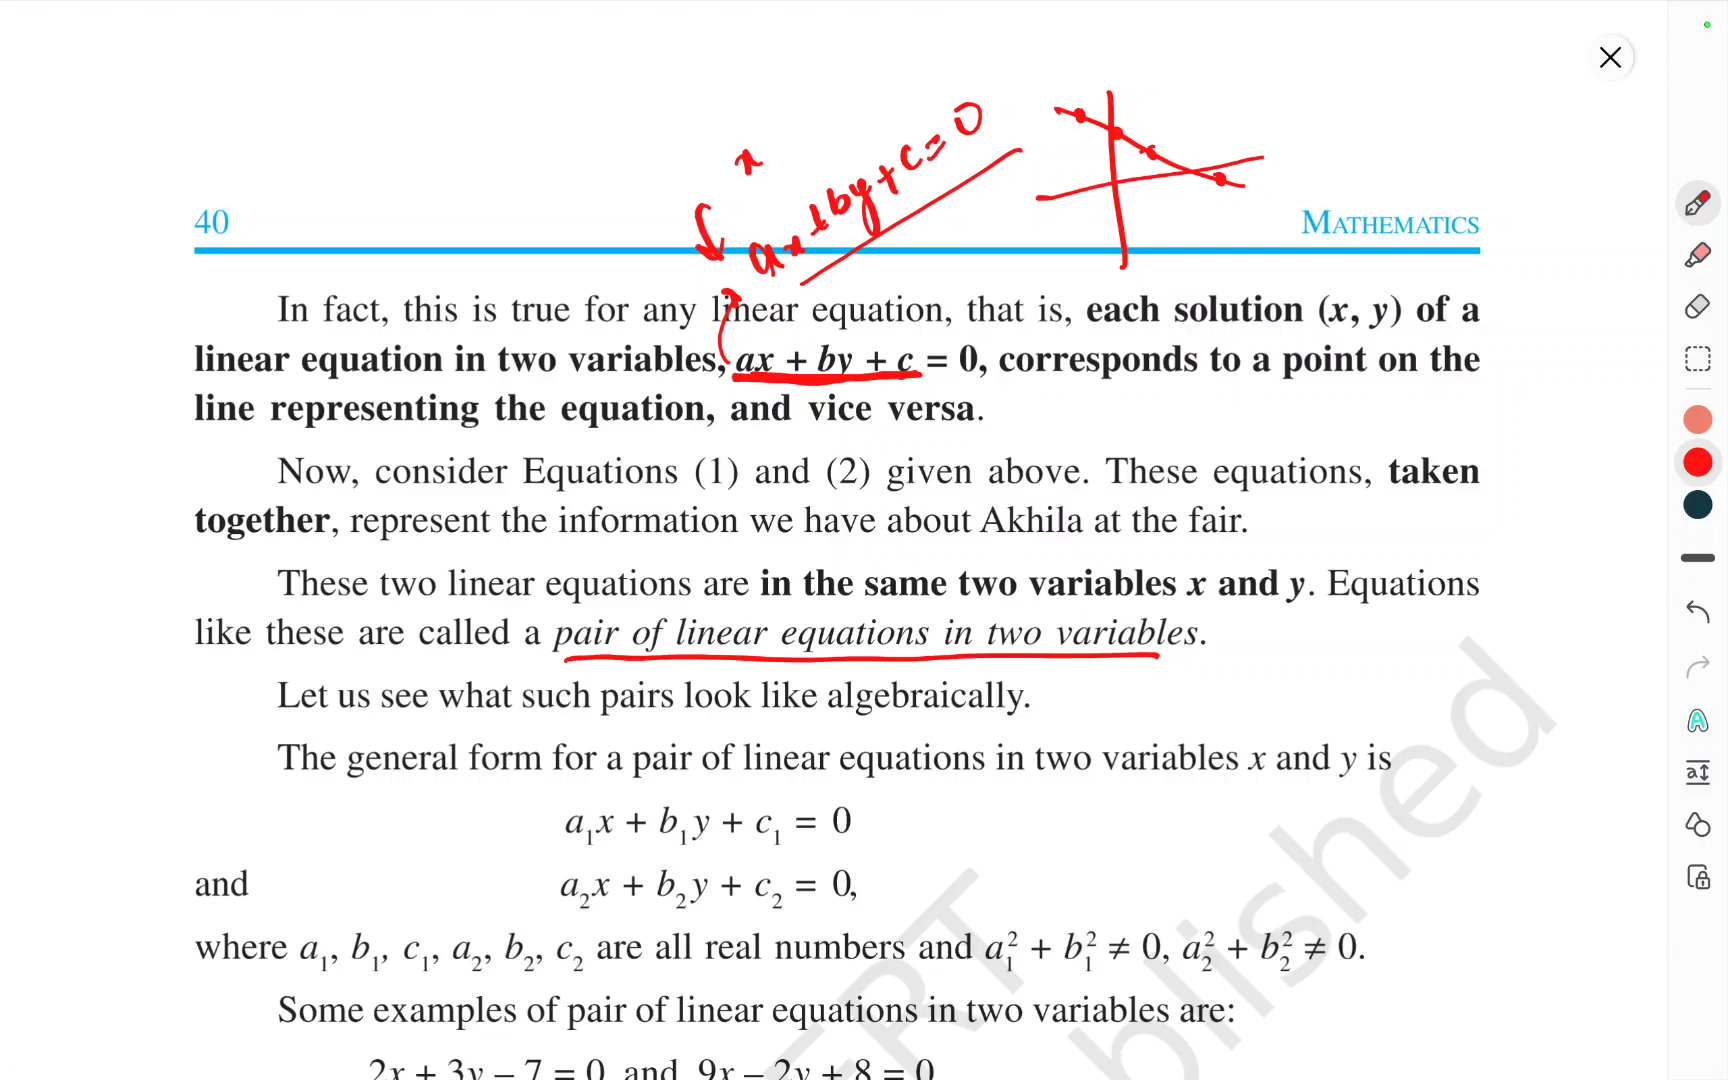 x
ax + by + c = 0
40 MATHEMATICS
In fact, this is true for any linear equation, that is, each solution (x, y) of a
linear equation in two variables, ax + by + c = 0, corresponds to a point on the
line representing the equation, and vice versa.
Now, consider Equations (1) and (2) given above. These equations, taken
together, represent the information we have about Akhila at the fair.
These two linear equations are in the same two variables x and y. Equations
like these are called a pair of linear equations in two variables.
Let us see what such pairs look like algebraically.
The general form for a pair of linear equations in two variables x and y is
a₁x + b₁y + c₁ = 0
and a₂x + b₂y + c₂ = 0,
where a₁, b₁, c₁, a₂, b₂, c₂ are all real numbers and a₁² + b₁² ≠ 0, a₂² + b₂² ≠ 0.
Some examples of pair of linear equations in two variables are:
2x + 3y – 7 = 0 and 9x – 2y + 8 = 0